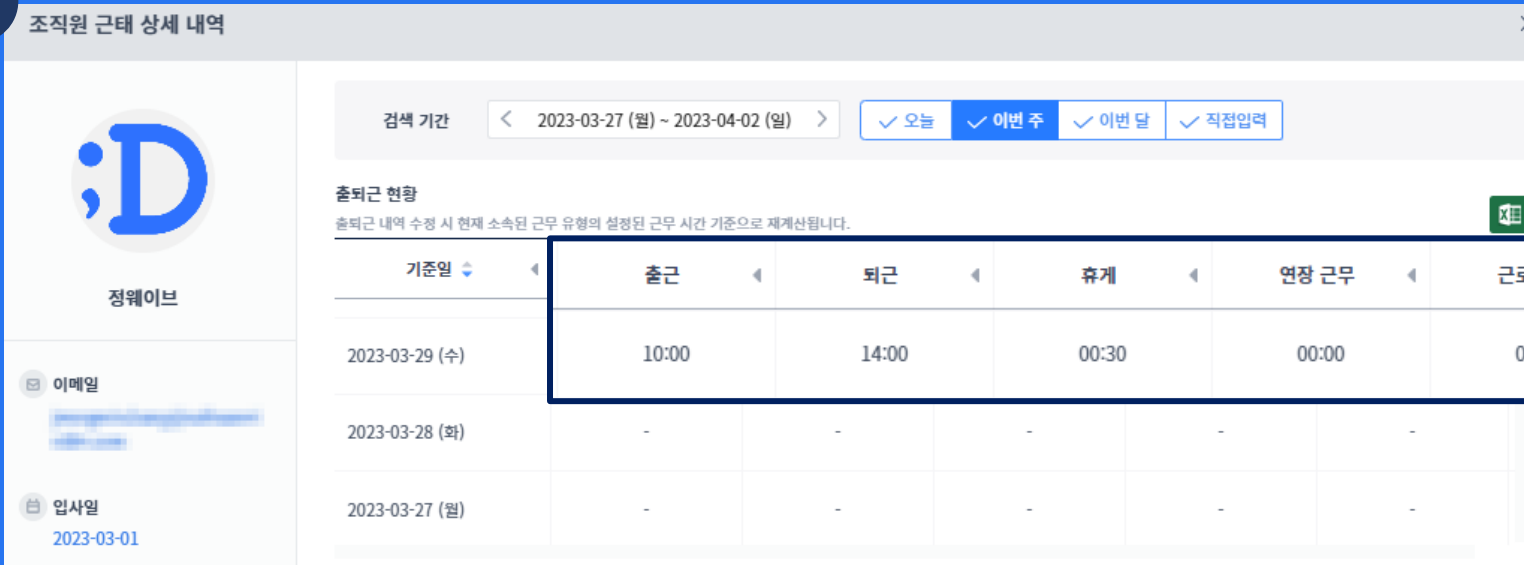 조직원 근태 상세 내역
검색 기간 2023-03-27 (월) ~ 2023-04-02 (일) 오늘 이번 주 이번 달 직접입력
출퇴근 현황
출퇴근 내역 수정 시 현재 소속된 근무 유형의 설정된 근무 시간 기준으로 재계산됩니다.
기준일 출근 퇴근 휴게 연장 근무
정웨이브
2023-03-29 (수) 10:00 14:00 00:30 00:00
이메일
2023-03-28 (화) - - - - -
입사일
2023-03-01
2023-03-27 (월) - - - - -